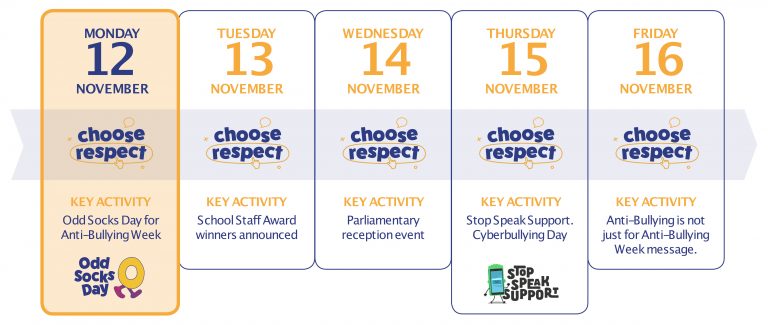 MONDAY
12
NOVEMBER
choose
respect
KEY ACTIVITY
Odd Socks Day for
Anti-Bullying Week
Odd
Socks
Day
TUESDAY
13
NOVEMBER
choose
respect
KEY ACTIVITY
School Staff Award
winners announced
WEDNESDAY
14
NOVEMBER
choose
respect
KEY ACTIVITY
Parliamentary
reception event
THURSDAY
15
NOVEMBER
choose
respect
KEY ACTIVITY
Stop Speak Support.
Cyberbullying Day
STOP
SPEAK
SUPPORT
FRIDAY
16
NOVEMBER
choose
respect
KEY ACTIVITY
Anti-Bullying is not
just for Anti-Bullying
Week message.